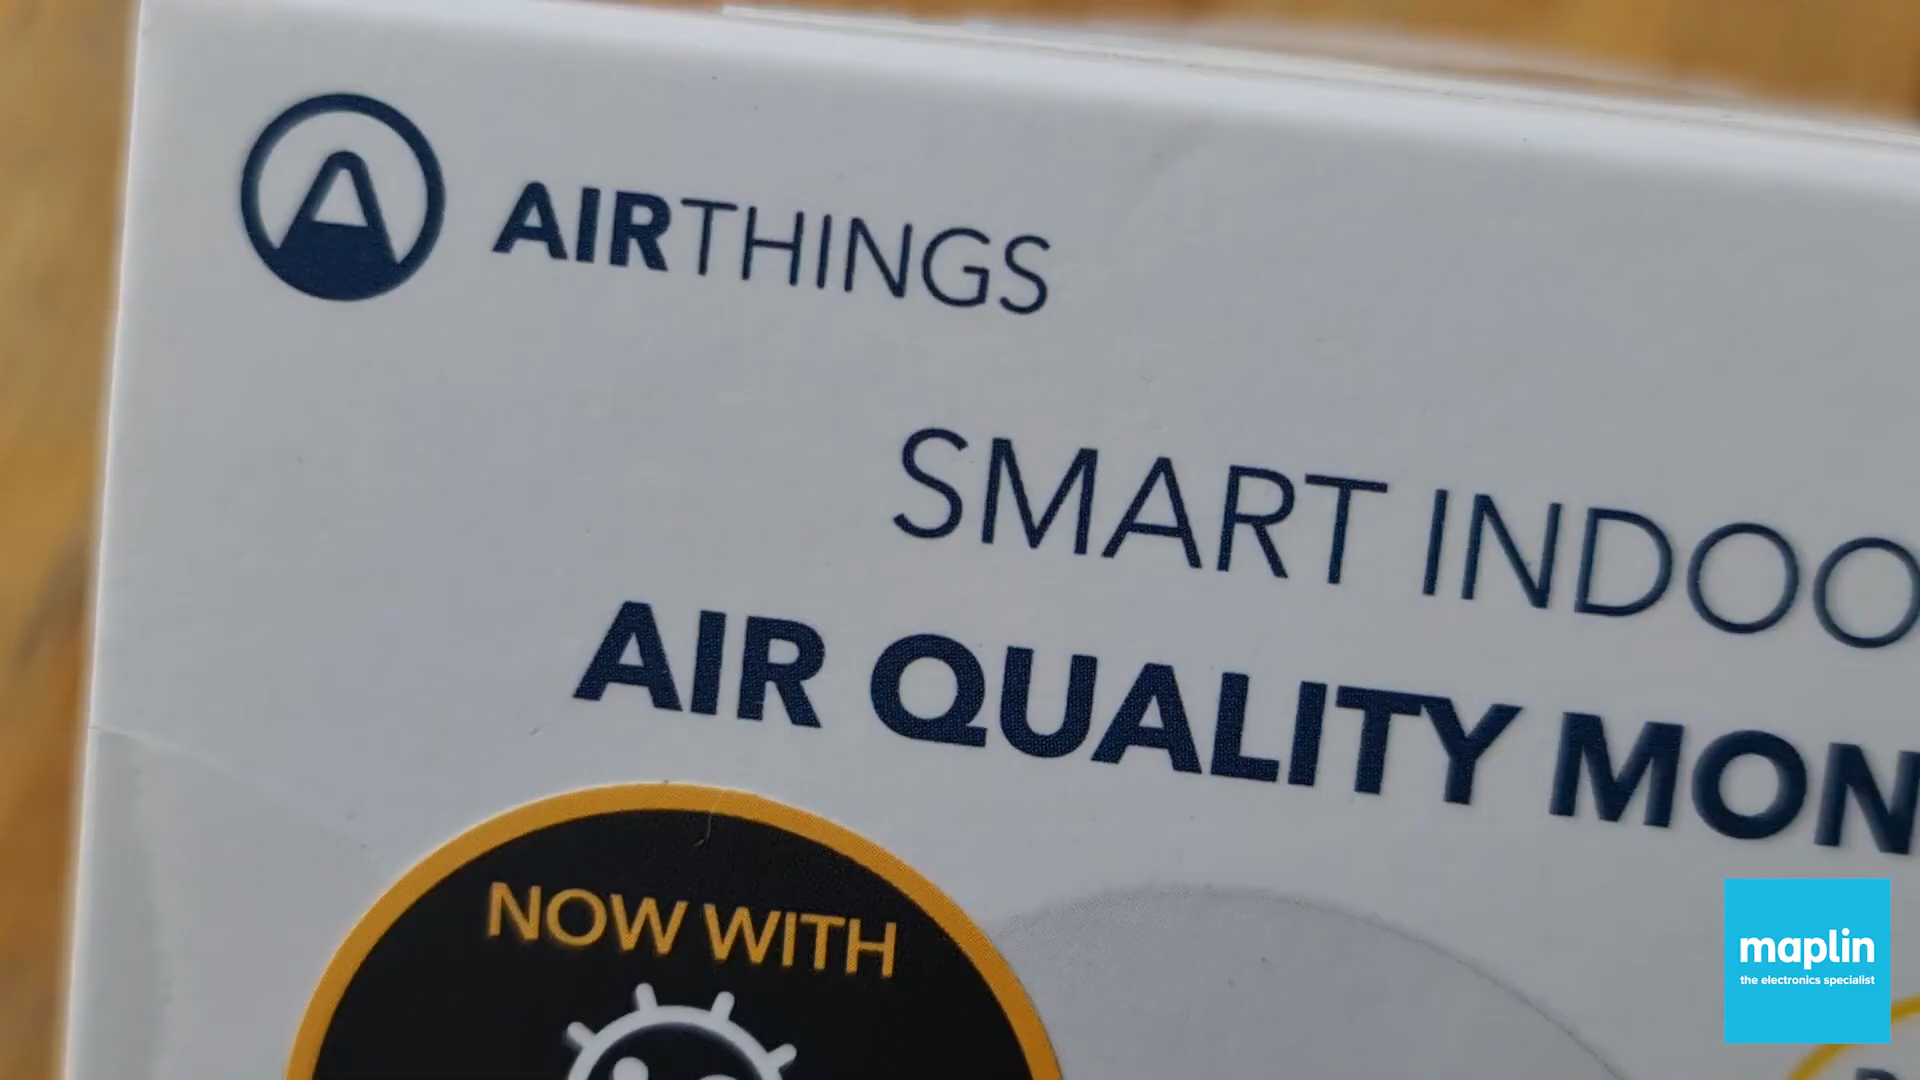 AIRTHINGS
SMART INDOO
AIR QUALITY MON
NOW WITH
maplin
the electronics specialist